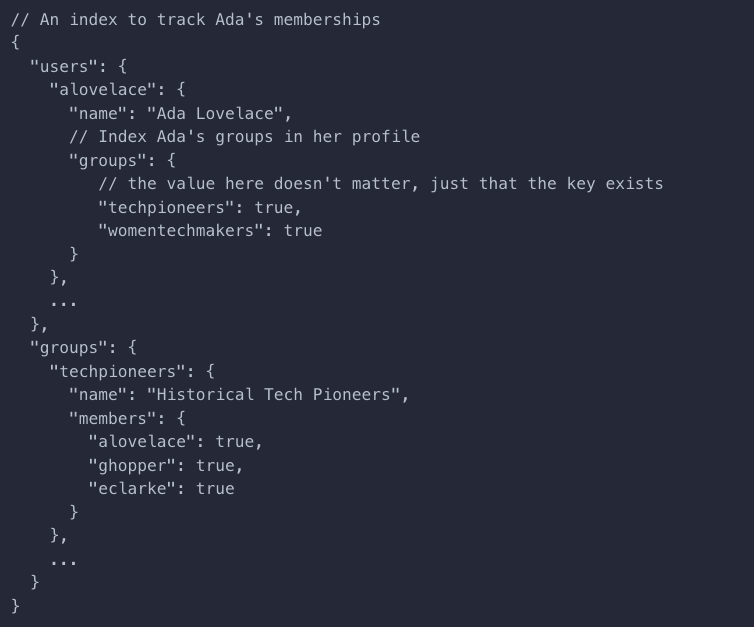 // An index to track Ada's memberships
{
  "users": {
    "alovelace": {
      "name": "Ada Lovelace",
      // Index Ada's groups in her profile
      "groups": {
         // the value here doesn't matter, just that the key exists
         "techpioneers": true,
         "womentechmakers": true
      }
    },
    ...
  },
  "groups": {
    "techpioneers": {
      "name": "Historical Tech Pioneers",
      "members": {
        "alovelace": true,
        "ghopper": true,
        "eclarke": true
      }
    },
    ...
  }
}